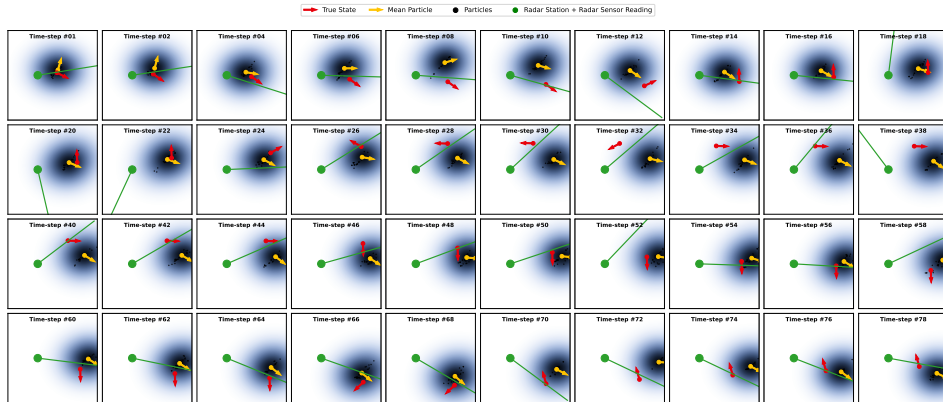 True State Mean Particle Particles Radar Station + Radar Sensor Reading
Time-step #01 Time-step #02 Time-step #04 Time-step #06 Time-step #08 Time-step #10 Time-step #12 Time-step #14 Time-step #16 Time-step #18
Time-step #20 Time-step #22 Time-step #24 Time-step #26 Time-step #28 Time-step #30 Time-step #32 Time-step #34 Time-step #36 Time-step #38
Time-step #40 Time-step #42 Time-step #44 Time-step #46 Time-step #48 Time-step #50 Time-step #52 Time-step #54 Time-step #56 Time-step #58
Time-step #60 Time-step #62 Time-step #64 Time-step #66 Time-step #68 Time-step #70 Time-step #72 Time-step #74 Time-step #76 Time-step #78